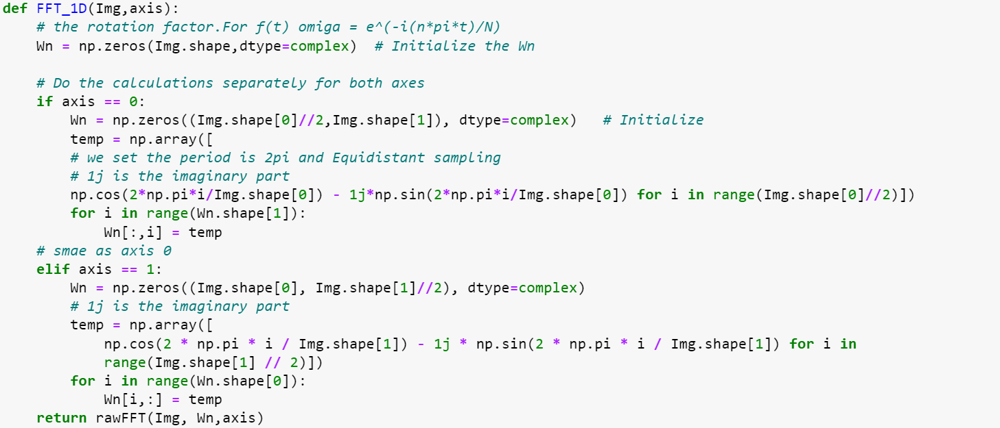 def FFT_1D(Img,axis):
    # the rotation factor.For f(t) omiga = e^(-i(n*pi*t)/N)
    Wn = np.zeros(Img.shape,dtype=complex)  # Initialize the Wn

    # Do the calculations separately for both axes
    if axis == 0:
        Wn = np.zeros((Img.shape[0]//2,Img.shape[1]), dtype=complex)   # Initialize
        temp = np.array([
        # we set the period is 2pi and Equidistant sampling
        # 1j is the imaginary part
        np.cos(2*np.pi*i/Img.shape[0]) - 1j*np.sin(2*np.pi*i/Img.shape[0]) for i in range(Img.shape[0]//2)])
        for i in range(Wn.shape[1]):
            Wn[:,i] = temp
    # smae as axis 0
    elif axis == 1:
        Wn = np.zeros((Img.shape[0], Img.shape[1]//2), dtype=complex)
        # 1j is the imaginary part
        temp = np.array([
            np.cos(2 * np.pi * i / Img.shape[1]) - 1j * np.sin(2 * np.pi * i / Img.shape[1]) for i in
            range(Img.shape[1] // 2)])
        for i in range(Wn.shape[0]):
            Wn[i,:] = temp
    return rawFFT(Img, Wn,axis)